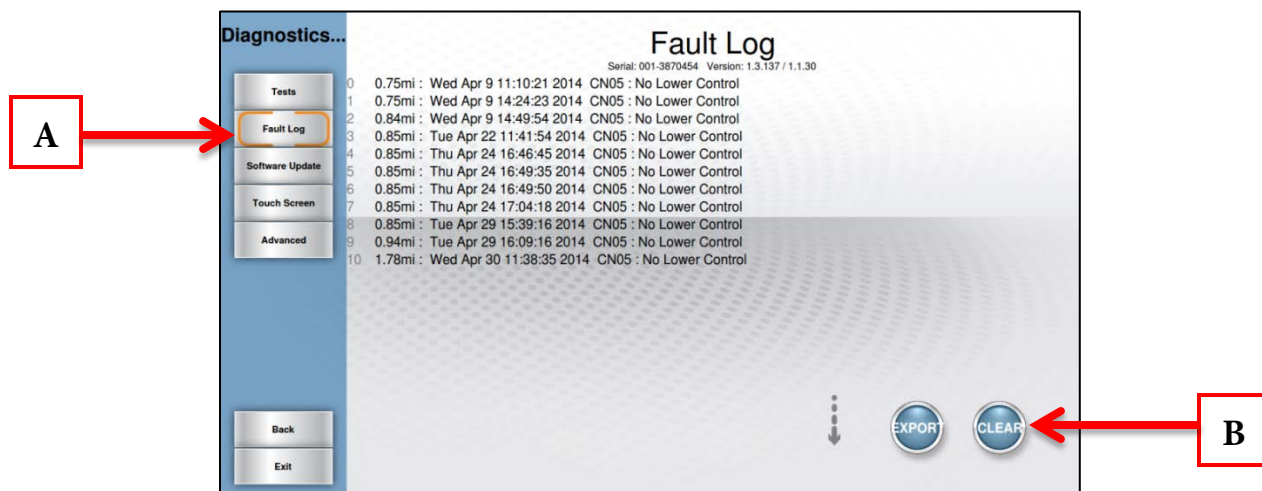 Diagnostics...
Fault Log
Serial: 001-3870454 Version: 1.3.137 / 1.1.30
Tests
Fault Log
Software Update
Touch Screen
Advanced
Back
Exit
0 0.75mi : Wed Apr 9 11:10:21 2014 CN05 : No Lower Control
1 0.75mi : Wed Apr 9 14:24:23 2014 CN05 : No Lower Control
2 0.84mi : Wed Apr 9 14:49:54 2014 CN05 : No Lower Control
3 0.85mi : Tue Apr 22 11:41:54 2014 CN05 : No Lower Control
4 0.85mi : Thu Apr 24 16:46:45 2014 CN05 : No Lower Control
5 0.85mi : Thu Apr 24 16:49:35 2014 CN05 : No Lower Control
6 0.85mi : Thu Apr 24 16:49:50 2014 CN05 : No Lower Control
7 0.85mi : Thu Apr 24 17:04:18 2014 CN05 : No Lower Control
8 0.85mi : Tue Apr 29 15:39:16 2014 CN05 : No Lower Control
9 0.94mi : Tue Apr 29 16:09:16 2014 CN05 : No Lower Control
10 1.78mi : Wed Apr 30 11:38:35 2014 CN05 : No Lower Control
EXPORT
CLEAR
A
B